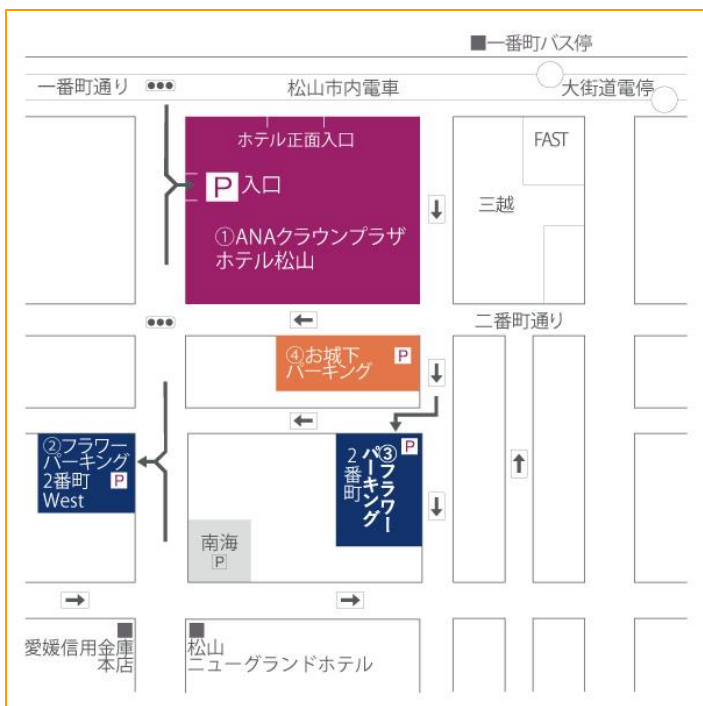 ■一番町バス停
一番町通り
松山市内電車
大街道電停
ホテル正面入口
P入口
①ANAクラウンプラザ
ホテル松山
FAST
三越
二番町通り
④お城下
パーキング
P
②フラワー
パーキング
2番町
West
P
③フラワー
パーキング
2番町
P
南海
P
愛媛信用金庫
本店
松山
ニューグランドホテル